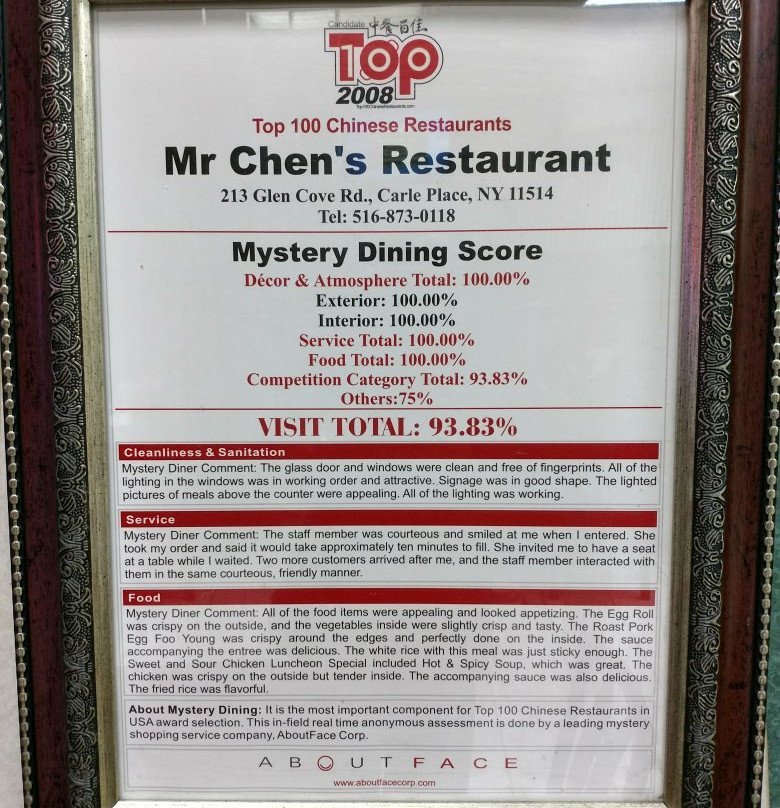 Candidate 中餐百佳
Top
2008
Top100ChineseRestaurants.com
Top 100 Chinese Restaurants
Mr Chen's Restaurant
213 Glen Cove Rd., Carle Place, NY 11514
Tel: 516-873-0118
Mystery Dining Score
Décor & Atmosphere Total: 100.00%
Exterior: 100.00%
Interior: 100.00%
Service Total: 100.00%
Food Total: 100.00%
Competition Category Total: 93.83%
Others:75%
VISIT TOTAL: 93.83%
Cleanliness & Sanitation
Mystery Diner Comment: The glass door and windows were clean and free of fingerprints. All of the
lighting in the windows was in working order and attractive. Signage was in good shape. The lighted
pictures of meals above the counter were appealing. All of the lighting was working.
Service
Mystery Diner Comment: The staff member was courteous and smiled at me when I entered. She
took my order and said it would take approximately ten minutes to fill. She invited me to have a seat
at a table while I waited. Two more customers arrived after me, and the staff member interacted with
them in the same courteous, friendly manner.
Food
Mystery Diner Comment: All of the food items were appealing and looked appetizing. The Egg Roll
was crispy on the outside, and the vegetables inside were slightly crisp and tasty. The Roast Pork
Egg Foo Young was crispy around the edges and perfectly done on the inside. The sauce
accompanying the entree was delicious. The white rice with this meal was just sticky enough. The
Sweet and Sour Chicken Luncheon Special included Hot & Spicy Soup, which was great. The
chicken was crispy on the outside but tender inside. The accompanying sauce was also delicious.
The fried rice was flavorful.
About Mystery Dining: It is the most important component for Top 100 Chinese Restaurants in
USA award selection. This in-field real time anonymous assessment is done by a leading mystery
shopping service company, AboutFace Corp.
ABOUTFACE
www.aboutfacecorp.com